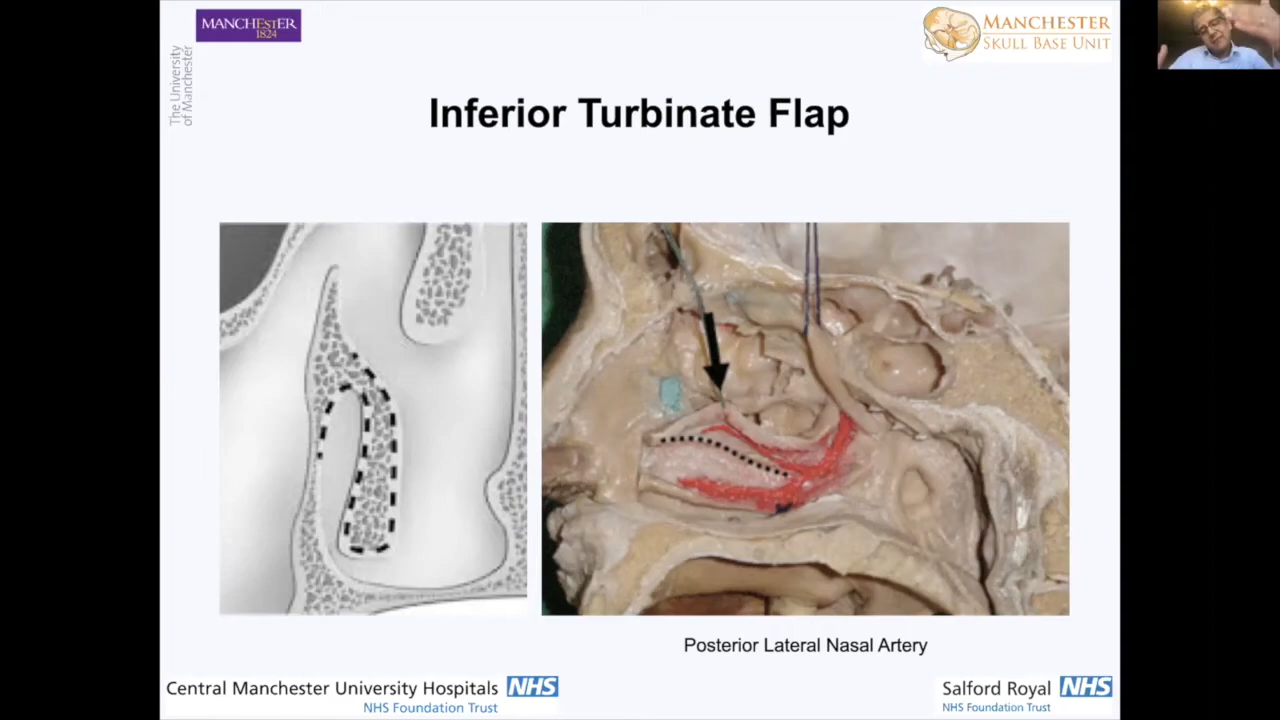 MANCHESTER
1824
The University
of Manchester
MANCHESTER
SKULL BASE UNIT
Inferior Turbinate Flap
Posterior Lateral Nasal Artery
Central Manchester University Hospitals NHS
NHS Foundation Trust
Salford Royal NHS
NHS Foundation Trust